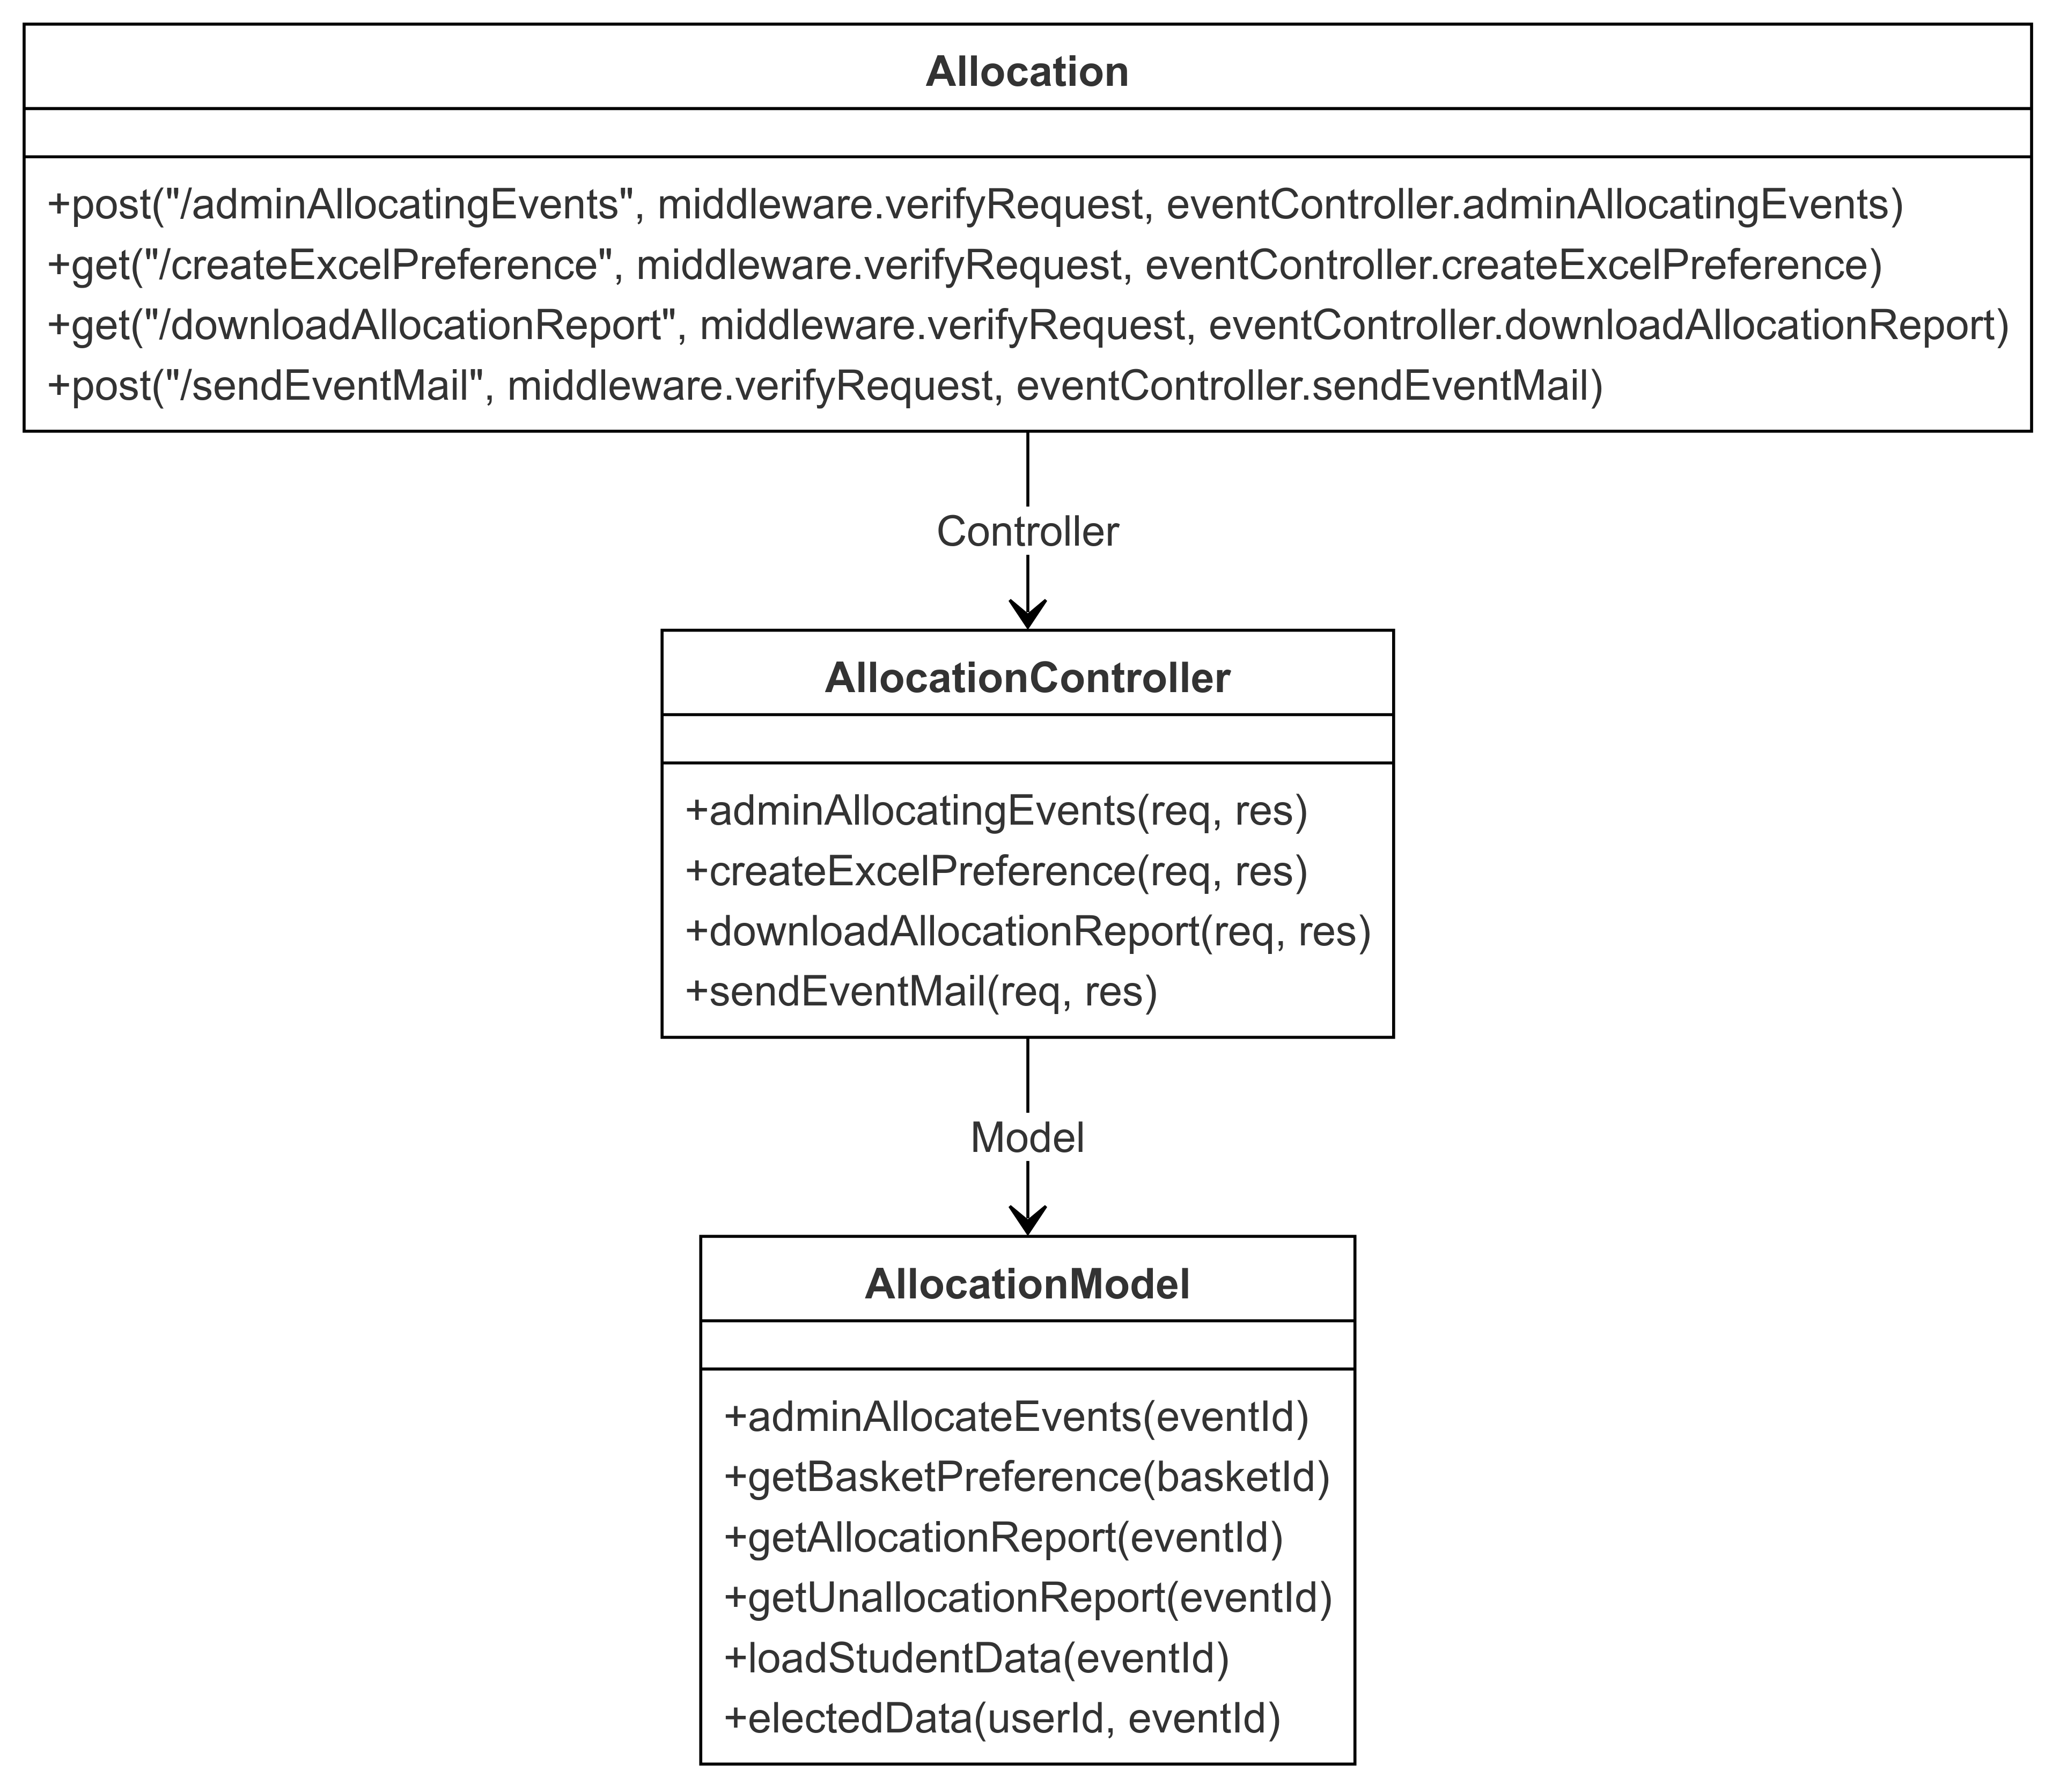 Allocation
+post("/adminAllocatingEvents", middleware.verifyRequest, eventController.adminAllocatingEvents)
+get("/createExcelPreference", middleware.verifyRequest, eventController.createExcelPreference)
+get("/downloadAllocationReport", middleware.verifyRequest, eventController.downloadAllocationReport)
+post("/sendEventMail", middleware.verifyRequest, eventController.sendEventMail)
Controller
AllocationController
+adminAllocatingEvents(req, res)
+createExcelPreference(req, res)
+downloadAllocationReport(req, res)
+sendEventMail(req, res)
Model
AllocationModel
+adminAllocateEvents(eventId)
+getBasketPreference(basketId)
+getAllocationReport(eventId)
+getUnallocationReport(eventId)
+loadStudentData(eventId)
+electedData(userId, eventId)